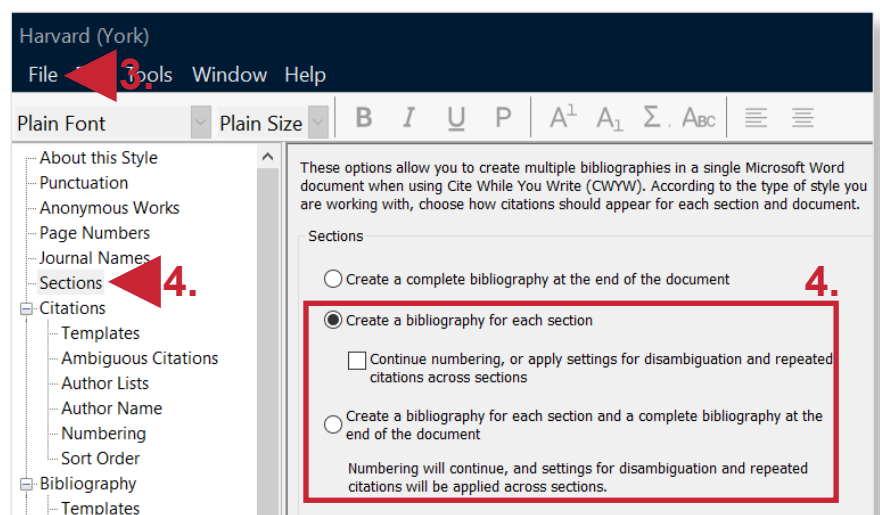 Harvard (York)
File 3. Tools Window Help
Plain Font Plain Size B I U P A1 A1 Σ . ABC
About this Style
Punctuation
Anonymous Works
Page Numbers
Journal Names
Sections 4.
Citations
Templates
Ambiguous Citations
Author Lists
Author Name
Numbering
Sort Order
Bibliography
Templates
These options allow you to create multiple bibliographies in a single Microsoft Word
document when using Cite While You Write (CWYW). According to the type of style you
are working with, choose how citations should appear for each section and document.
Sections
Create a complete bibliography at the end of the document
4.
Create a bibliography for each section
Continue numbering, or apply settings for disambiguation and repeated
citations across sections
Create a bibliography for each section and a complete bibliography at the
end of the document
Numbering will continue, and settings for disambiguation and repeated
citations will be applied across sections.